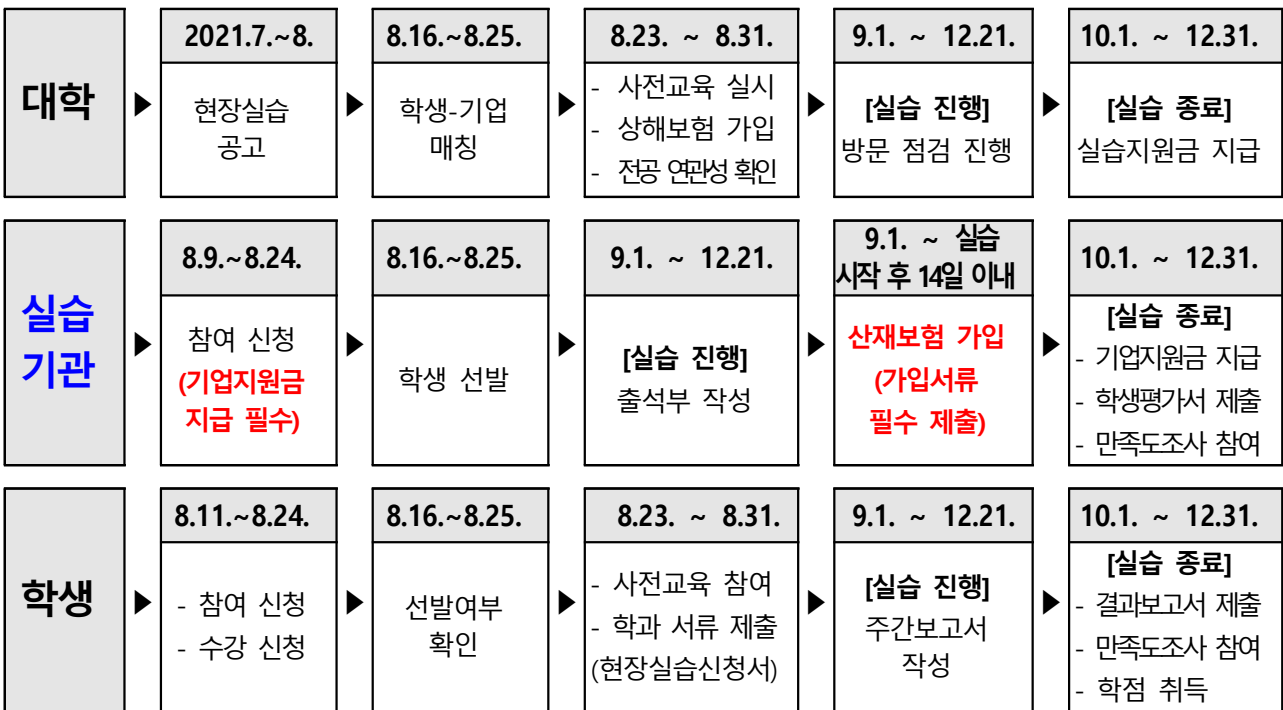 대학
2021.7.~8.
현장실습
공고
8.16.~8.25.
학생-기업
매칭
8.23. ~ 8.31.
- 사전교육 실시
- 상해보험 가입
- 전공 연관성 확인
9.1. ~ 12.21.
[실습 진행]
방문 점검 진행
10.1. ~ 12.31.
[실습 종료]
실습지원금 지급
실습
기관
8.9.~8.24.
참여 신청
(기업지원금
지급 필수)
8.16.~8.25.
학생 선발
9.1. ~ 12.21.
[실습 진행]
출석부 작성
9.1. ~ 실습
시작 후 14일 이내
산재보험 가입
(가입서류
필수 제출)
10.1. ~ 12.31.
[실습 종료]
- 기업지원금 지급
- 학생평가서 제출
- 만족도조사 참여
학생
8.11.~8.24.
- 참여 신청
- 수강 신청
8.16.~8.25.
선발여부
확인
8.23. ~ 8.31.
- 사전교육 참여
- 학과 서류 제출
(현장실습신청서)
9.1. ~ 12.21.
[실습 진행]
주간보고서
작성
10.1. ~ 12.31.
[실습 종료]
- 결과보고서 제출
- 만족도조사 참여
- 학점 취득